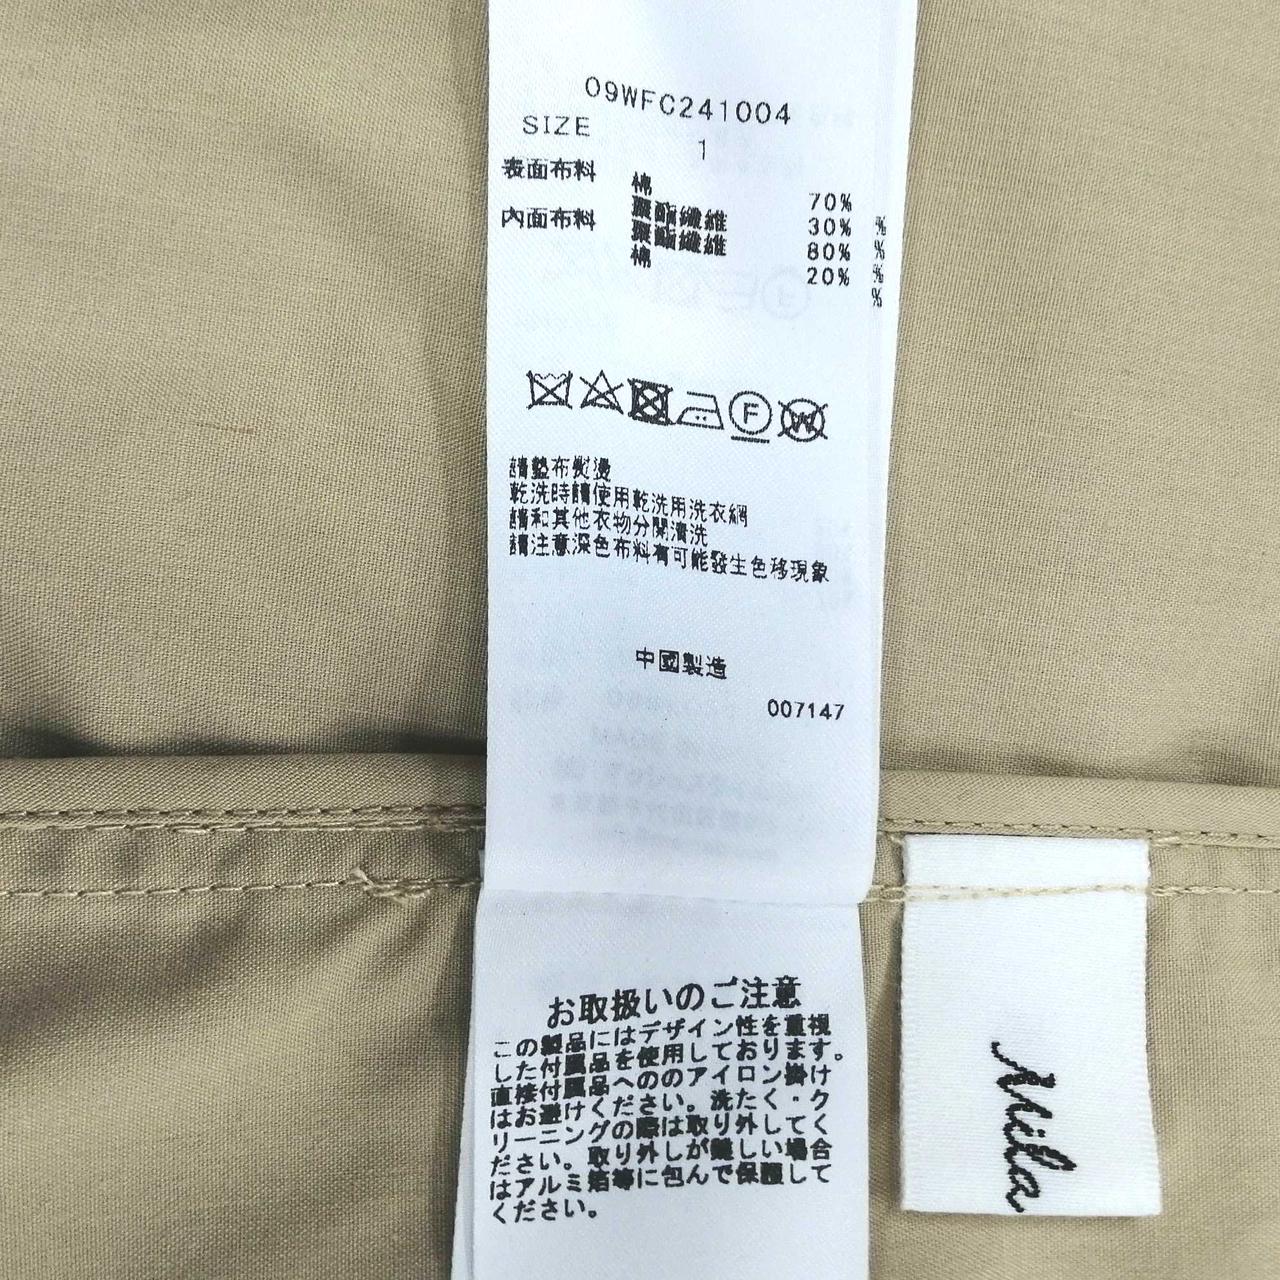 09WFC241004
SIZE 1
表面布料 棉 70%
聚酯纖維 30% %
內面布料 聚酯纖維 80% %
棉 20% %
%
F
W
請墊布熨燙
乾洗時請使用乾洗用洗衣網
請和其他衣物分開清洗
請注意深色布料有可能發生色移現象
中國製造
007147
お取扱いのご注意
この製品にはデザイン性を重視
した付属品を使用しております。
直接付属品へののアイロン掛け
はお避けください。洗たく・ク
リーニングの際は取り外してく
ださい。取り外しが難しい場合
はアルミ箔等に包んで保護して
ください。